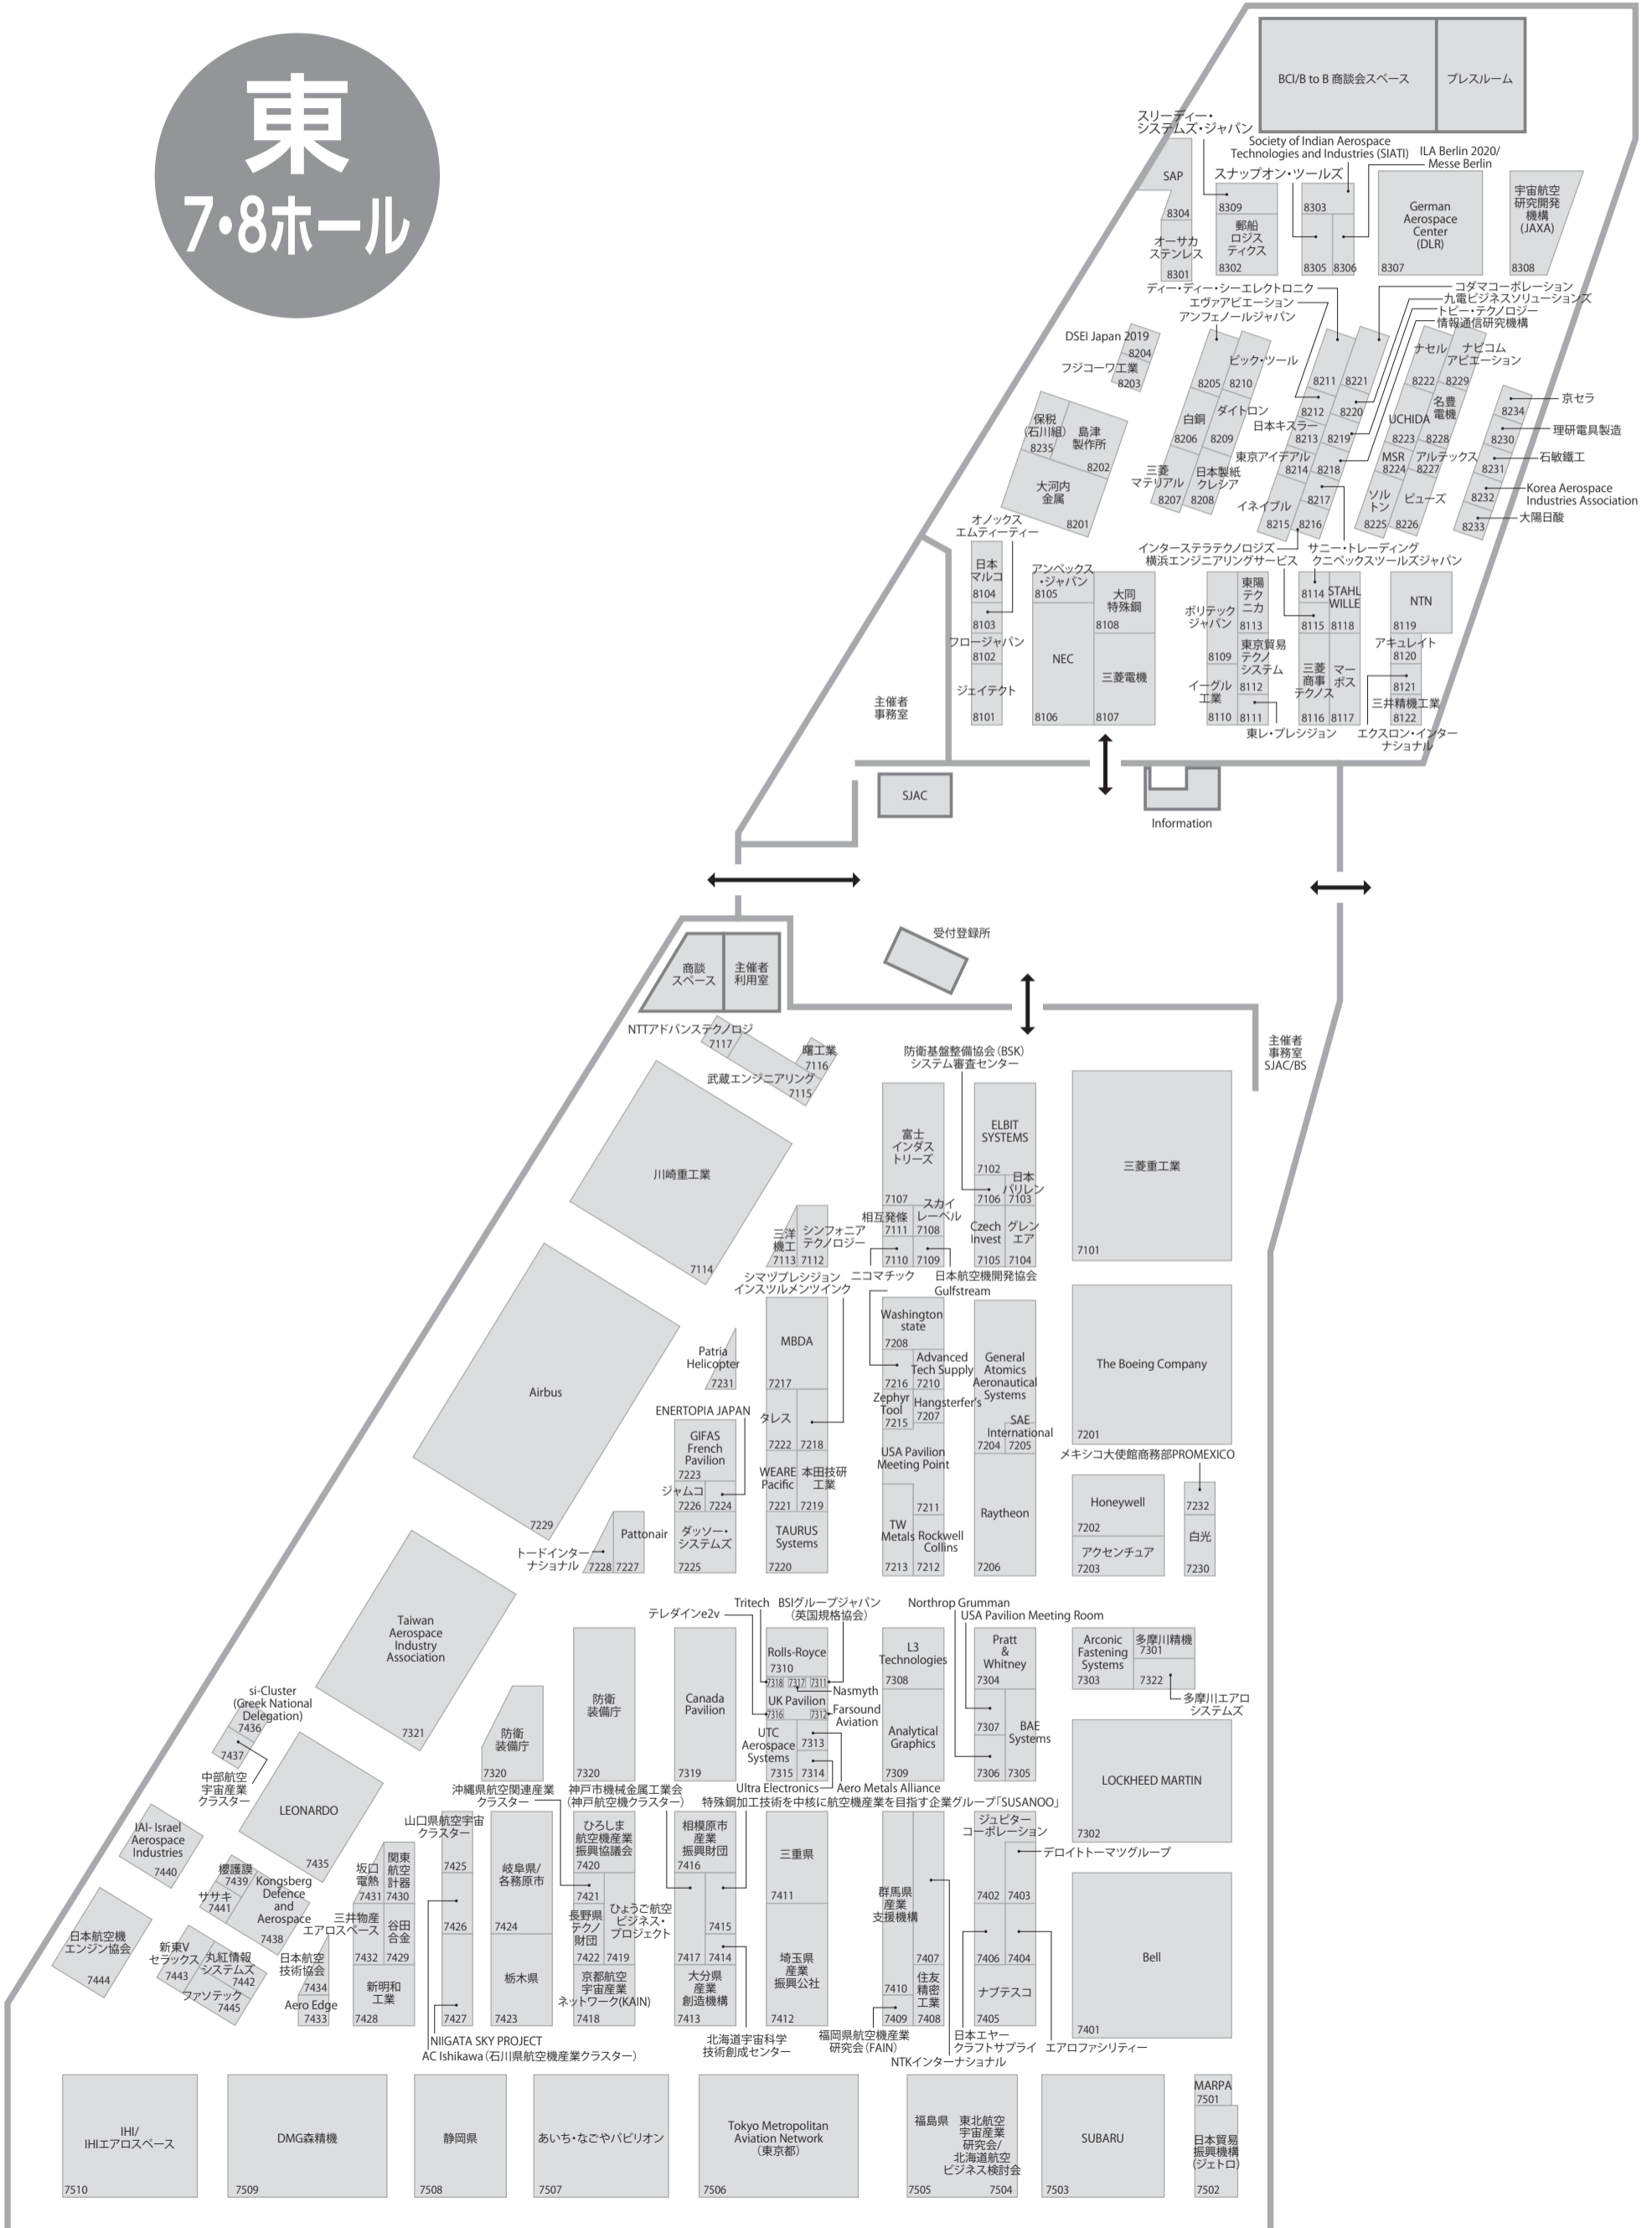 東
7・8ホール
BCI/B to B 商談会スペース
プレスルーム
スリーディー・
システムズ・ジャパン
Society of Indian Aerospace
Technologies and Industries (SIATI)
ILA Berlin 2020/
Messe Berlin
SAP
8304
スナップオン・ツールズ
8309
郵船
ロジス
ティクス
8302
8303
8305
8306
German
Aerospace
Center
(DLR)
8307
宇宙航空
研究開発
機構
(JAXA)
8308
オーサカ
ステンレス
8301
ディー・ディー・シーエレクトロニク
エヴァアビエーション
アンフェノールジャパン
コダマコーポレーション
九電ビジネスソリューションズ
トビー・テクノロジー
情報通信研究機構
DSEI Japan 2019
8204
フジコーワ工業
8203
ビック・ツール
8205
8210
8211
8221
ナセル
8222
ナビコム
アビエーション
8229
白銅
8206
ダイトロン
8209
8212
8220
日本キスラー
8213
8219
UCHIDA
8223
名豊
電機
8228
8234
京セラ
8230
理研電具製造
保税
(石川組)
8235
島津
製作所
8202
東京アイデアル
8214
8218
MSR
8224
アルテックス
8227
8231
石敏鐵工
三菱
マテリアル
8207
日本製紙
クレシア
8208
大河内
金属
8201
イネイブル
8215
8217
8216
ソル
トン
8225
ビューズ
8226
8232
Korea Aerospace
Industries Association
8233
大陽日酸
オノックス
エムティーティー
インターステラテクノロジズ
横浜エンジニアリングサービス
サニー・トレーディング
クニペックスツールズジャパン
日本
マルコ
8104
8103
フロージャパン
8102
ジェイテクト
8101
アンペックス
・ジャパン
8105
NEC
8106
大同
特殊鋼
8108
三菱電機
8107
ポリテック
ジャパン
8109
東陽
テク
ニカ
8113
東京貿易
テクノ
システム
8112
イーグル
工業
8110
8111
東レ・プレシジョン
8114
8115
STAHL
WILLE
8118
三菱
商事
テクノス
8116
マー
ポス
8117
NTN
8119
アキュレイト
8120
8121
三井精機工業
8122
エクスロン・インター
ナショナル
主催者
事務室
SJAC
Information
受付登録所
商談
スペース
主催者
利用室
主催者
事務室
SJAC/BS
NTTアドバンステクノロジ
7117
曙工業
7116
武蔵エンジニアリング
7115
防衛基盤整備協会(BSK)
システム審査センター
川崎重工業
7114
富士
インダス
トリーズ
7107
ELBIT
SYSTEMS
7102
7106
日本
バリレン
7103
三菱重工業
7101
三洋
機工
7113
シンフォニア
テクノロジー
7112
相互発條
7111
スカイ
レーベル
7108
7110
7109
Czech
Invest
7105
グレン
エア
7104
ニコマチック
日本航空機開発協会
シマヅプレシジョン
インスツルメンツインク
Gulfstream
Airbus
7229
Patria
Helicopter
7231
MBDA
7217
Washington
state
7208
7216
Advanced
Tech Supply
7210
General
Atomics
Aeronautical
Systems
7204
SAE
International
7205
The Boeing Company
7201
Zephyr
Tool
7215
Hangsterfer's
7207
ENERTOPIA JAPAN
GIFAS
French
Pavilion
7223
タレス
7222
7218
ジャムコ
7226
7224
WEARE
Pacific
7221
本田技研
工業
7219
USA Pavilion
Meeting Point
7211
メキシコ大使館商務部PROMEXICO
Raytheon
7206
Honeywell
7202
アクセンチュア
7203
7232
白光
7230
Pattonair
7227
トードインター
ナショナル
7228
ダッソー・
システムズ
7225
TAURUS
Systems
7220
TW
Metals
7213
Rockwell
Collins
7212
Taiwan
Aerospace
Industry
Association
7321
テレダインe2v
Tritech
BSIグループジャパン
(英国規格協会)
Northrop Grumman
USA Pavilion Meeting Room
防衛
装備庁
7320
防衛
装備庁
7320
Canada
Pavilion
7319
Rolls-Royce
7310
7318
7317
7311
Nasmyth
UK Pavilion
7316
7312
Farsound
Aviation
UTC
Aerospace
Systems
7315
7313
7314
Ultra Electronics
Aero Metals Alliance
L3
Technologies
7308
Analytical
Graphics
7309
Pratt
&
Whitney
7304
7307
7306
BAE
Systems
7305
Arconic
Fastening
Systems
7303
多摩川精機
7301
7322
多摩川エアロ
システムズ
LOCKHEED MARTIN
7302
si-Cluster
(Greek National
Delegation)
7436
7437
中部航空
宇宙産業
クラスター
LEONARDO
7435
沖縄県航空関連産業
クラスター
神戸市機械金属工業会
(神戸航空機クラスター)
特殊鋼加工技術を中核に航空機産業を目指す企業グループ「SUSANOO」
IAI- Israel
Aerospace
Industries
7440
山口県航空宇宙
クラスター
7425
7426
7427
坂口
電熱
7431
関東
航空
計器
7430
三井物産
エアロスペース
7432
谷田
合金
7429
新明和
工業
7428
岐阜県/
各務原市
7424
栃木県
7423
ひろしま
航空機産業
振興協議会
7420
7421
長野県
テクノ
財団
7422
ひょうご航空
ビジネス・
プロジェクト
7419
京都航空
宇宙産業
ネットワーク(KAIN)
7418
相模原市
産業
振興財団
7416
7415
7417
7414
大分県
産業
創造機構
7413
三重県
7411
埼玉県
産業
振興公社
7412
群馬県
産業
支援機構
7410
7407
7409
住友
精密
工業
7408
ジュピター
コーポレーション
デロイトトーマツグループ
7402
7403
7406
7404
ナブテスコ
7405
Bell
7401
櫻護謨
7439
ササキ
7441
Kongsberg
Defence
and
Aerospace
7438
日本航空機
エンジン協会
7444
新東V
セラックス
7443
丸紅情報
システムズ
7442
ファソテック
7445
日本航空
技術協会
7434
Aero Edge
7433
NIIGATA SKY PROJECT
AC Ishikawa(石川県航空機産業クラスター)
北海道宇宙科学
技術創成センター
福岡県航空機産業
研究会(FAIN)
NTKインターナショナル
日本エヤー
クラフトサプライ
エアロファシリティー
IHI/
IHIエアロスペース
7510
DMG森精機
7509
静岡県
7508
あいち・なごやパビリオン
7507
Tokyo Metropolitan
Aviation Network
(東京都)
7506
福島県
7505
東北航空
宇宙産業
研究会/
北海道航空
ビジネス検討会
7504
SUBARU
7503
MARPA
7501
日本貿易
振興機構
(ジェトロ)
7502